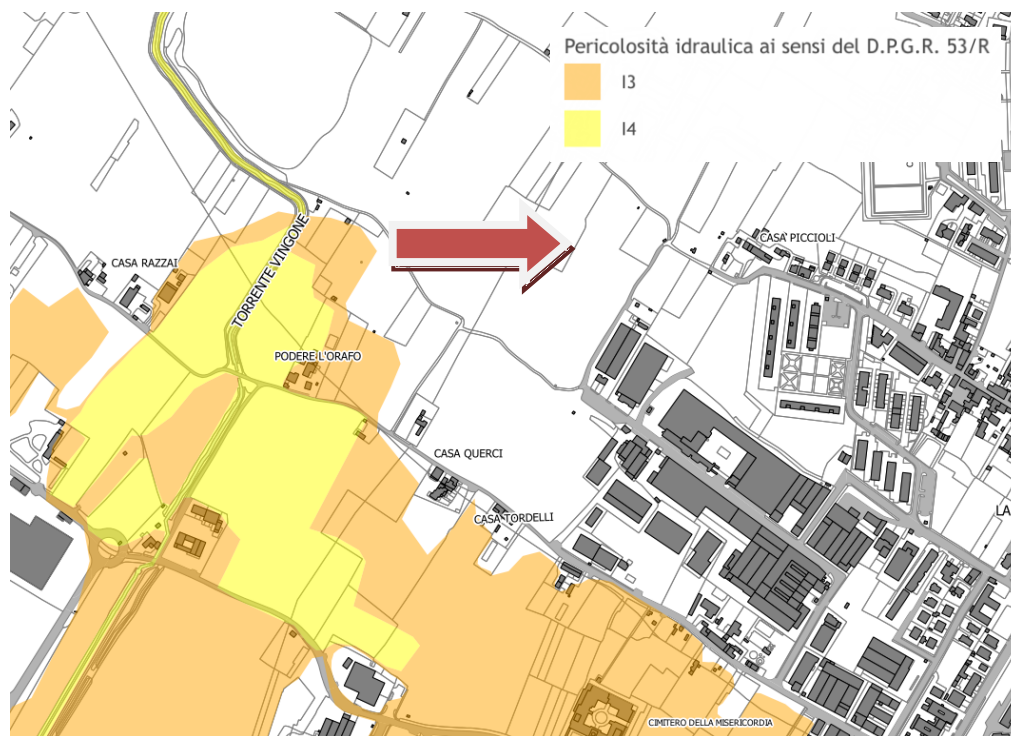 Pericolosità idraulica ai sensi del D.P.G.R. 53/R
I3
I4
TORRENTE VINGONE
CASA PICCIOLI
CASA RAZZAI
PODERE L'ORAFO
CASA QUERCI
CASA TORDELLI
LA
CIMITERO DELLA MISERICORDIA